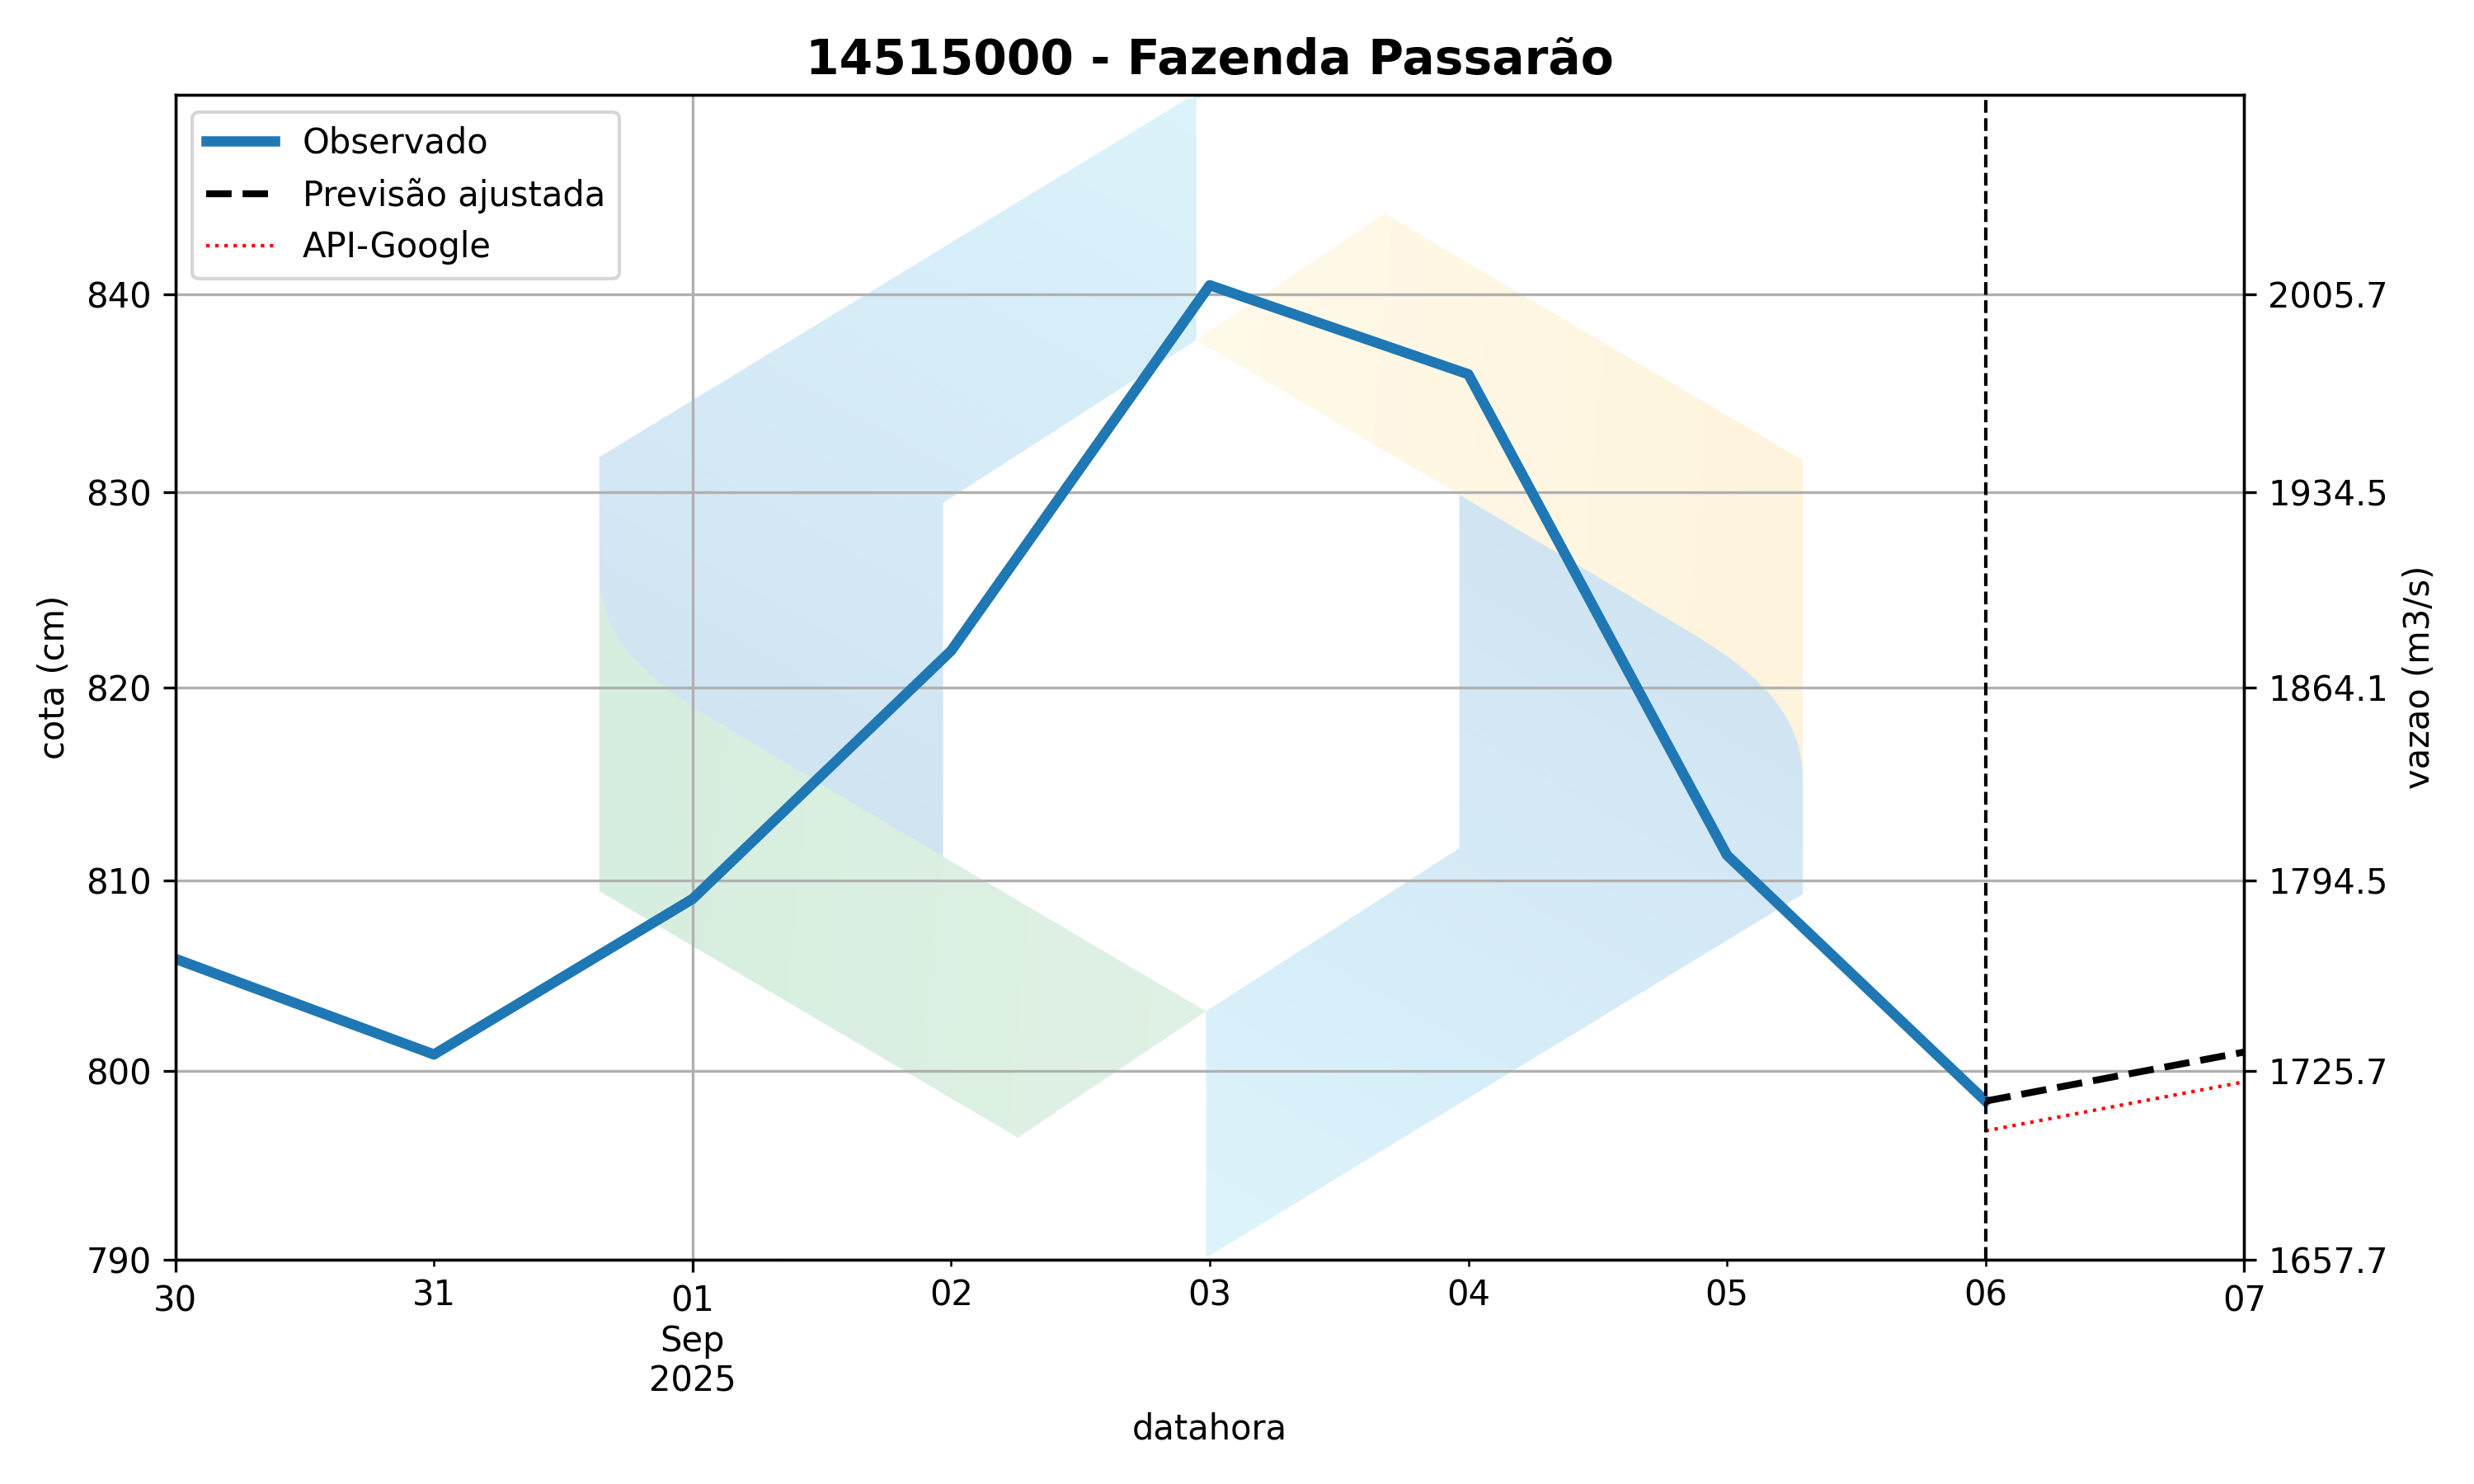 14515000 - Fazenda Passarão
Observado
Previsão ajustada
API-Google
cota (cm)
840
830
820
810
800
790
vazao (m3/s)
2005.7
1934.5
1864.1
1794.5
1725.7
1657.7
30
31
01
Sep
2025
02
03
04
05
06
07
datahora